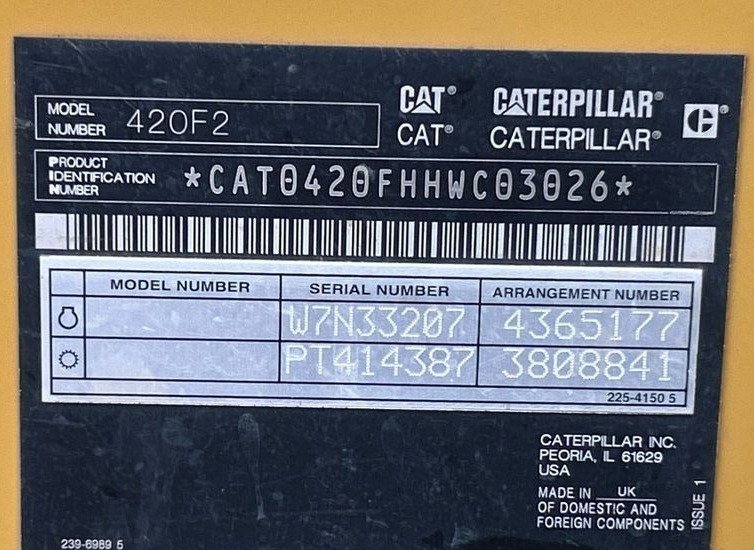 CAT® CATERPILLAR®
MODEL NUMBER 420F2
CAT® CATERPILLAR®
PRODUCT IDENTIFICATION NUMBER *CAT0420FHHWC03026*
MODEL NUMBER SERIAL NUMBER ARRANGEMENT NUMBER
W7N33207 4365177
PT414387 3808841
225-4150 5
CATERPILLAR INC.
PEORIA, IL 61629
USA
MADE IN UK
OF DOMESTIC AND
FOREIGN COMPONENTS
ISSUE 1
239-6989 5